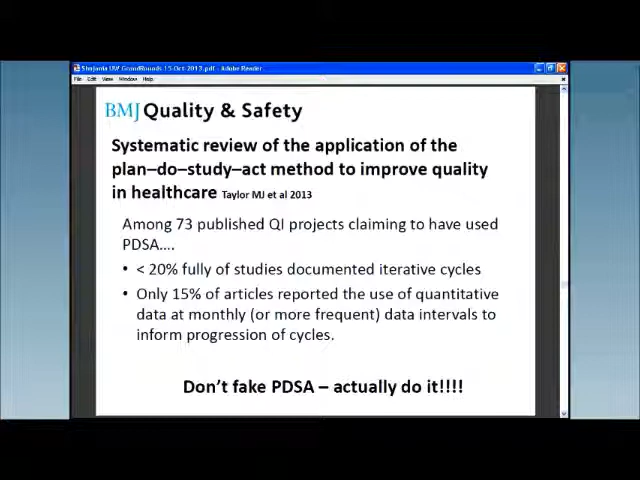 Shojania UW GrandRounds 15-Oct-2013.pdf - Adobe Reader
File Edit View Window Help
BMJ Quality & Safety
Systematic review of the application of the
plan–do–study–act method to improve quality
in healthcare Taylor MJ et al 2013
Among 73 published QI projects claiming to have used
PDSA....
• < 20% fully of studies documented iterative cycles
• Only 15% of articles reported the use of quantitative
data at monthly (or more frequent) data intervals to
inform progression of cycles.
Don't fake PDSA – actually do it!!!!